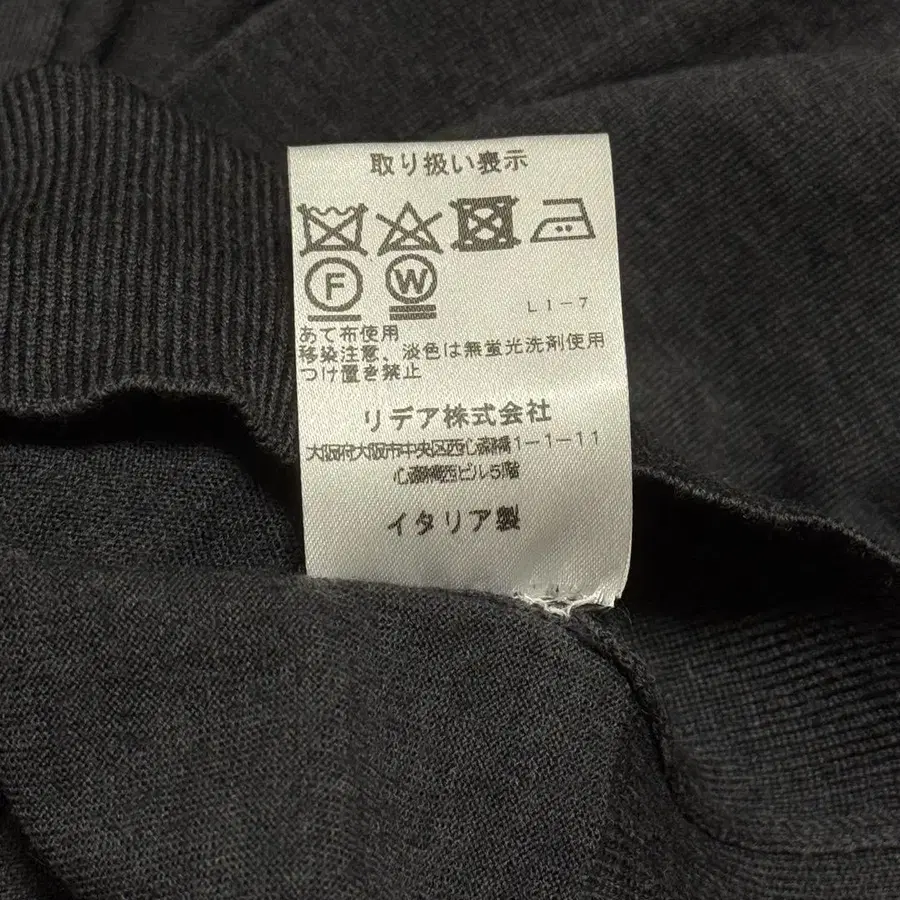 取り扱い表示
F W
L1-7
あて布使用
移染注意、淡色は無蛍光洗剤使用
つけ置き禁止
リデア株式会社
大阪府大阪市中央区西心斎橋1-1-11
心斎橋西ビル5階
イタリア製